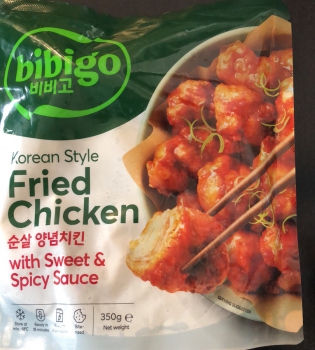 bibigo
비비고
Korean Style
Fried
Chicken
순살 양념치킨
with Sweet &
Spicy Sauce
350g e
Net weight